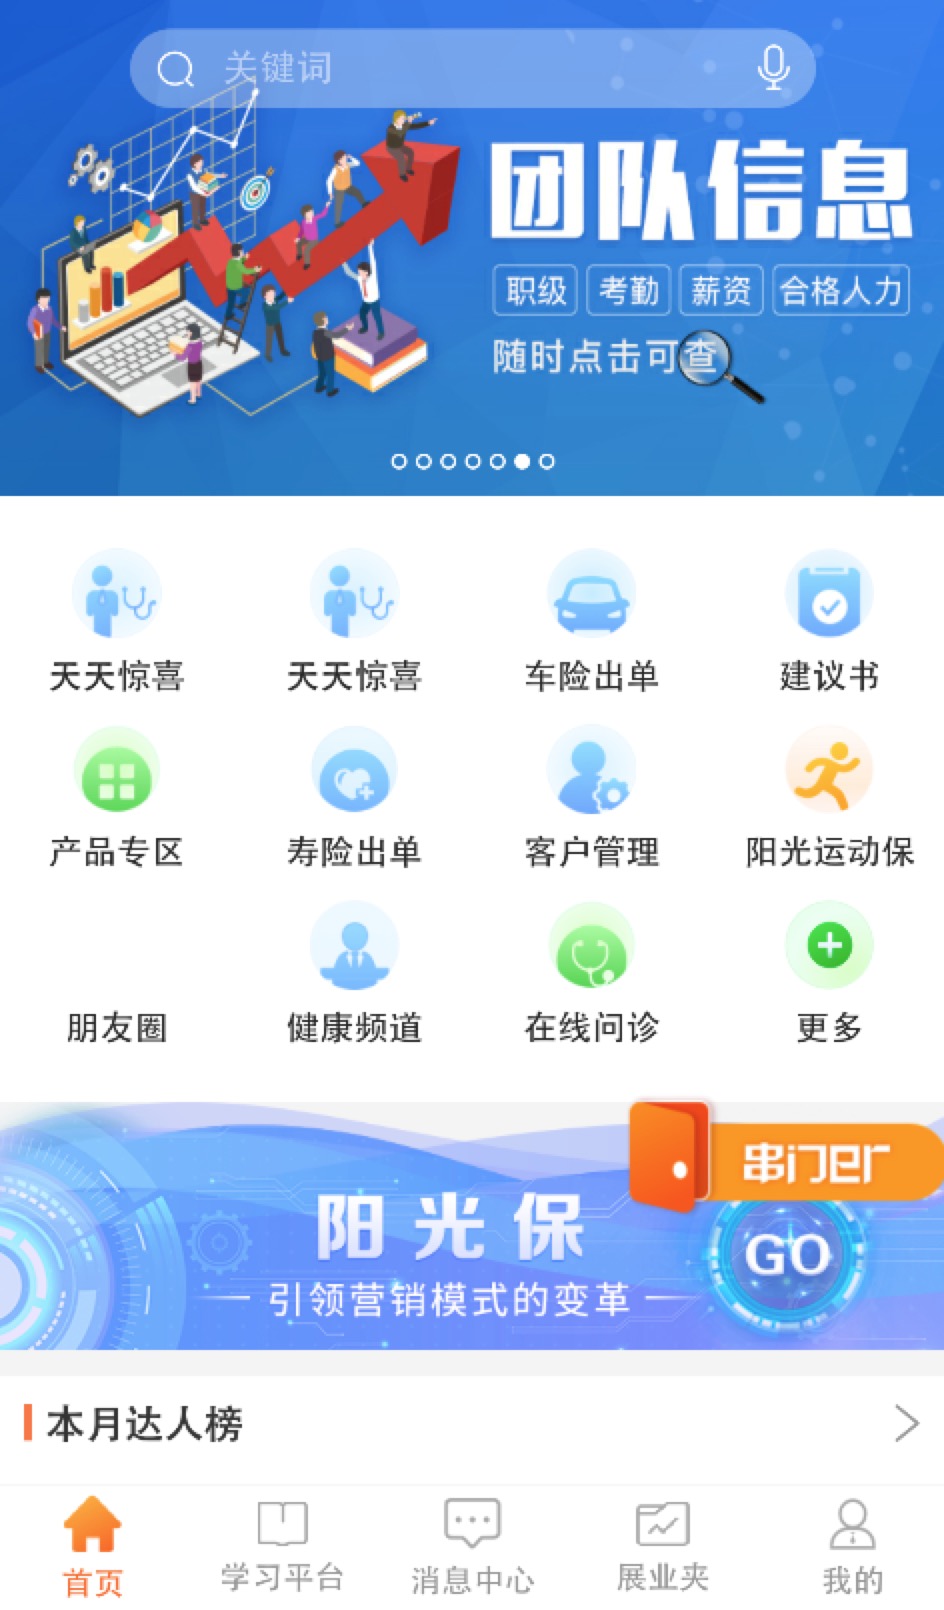 关键词
团队信息
职级 考勤 薪资 合格人力
随时点击可查
天天惊喜 天天惊喜 车险出单 建议书
产品专区 寿险出单 客户管理 阳光运动保
朋友圈 健康频道 在线问诊 更多
串门
阳光保
GO
引领营销模式的变革
本月达人榜
首页 学习平台 消息中心 展业夹 我的